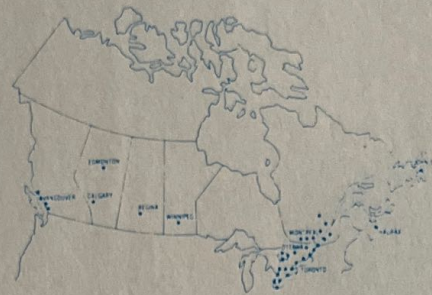 EDMONTON
VANCOUVER
CALGARY
REGINA
WINNIPEG
MONTREAL
OTTAWA
HALIFAX
TORONTO